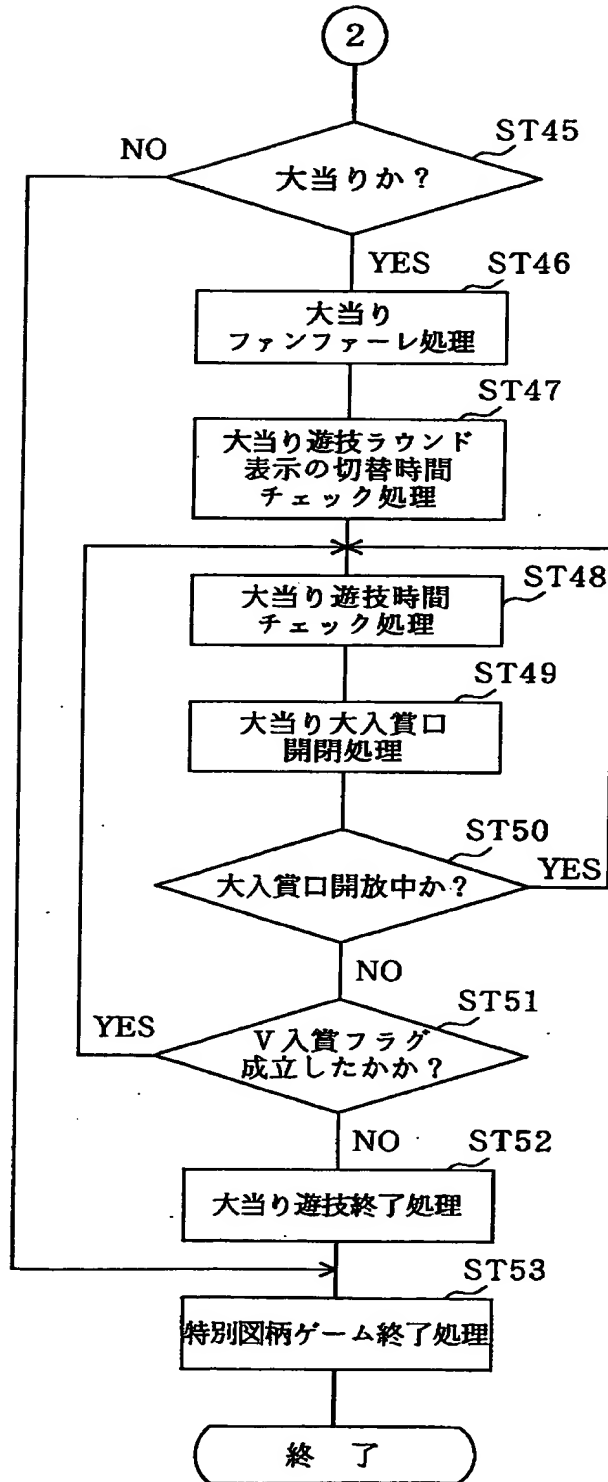 2
ST45
NO
大当りか？
YES
ST46
大当り
ファンファーレ処理
ST47
大当り遊技ラウンド
表示の切替時間
チェック処理
ST48
大当り遊技時間
チェック処理
ST49
大当り大入賞口
開閉処理
ST50
大入賞口開放中か？
YES
NO
ST51
YES
V入賞フラグ
成立したかか？
NO
ST52
大当り遊技終了処理
ST53
特別図柄ゲーム終了処理
終 了